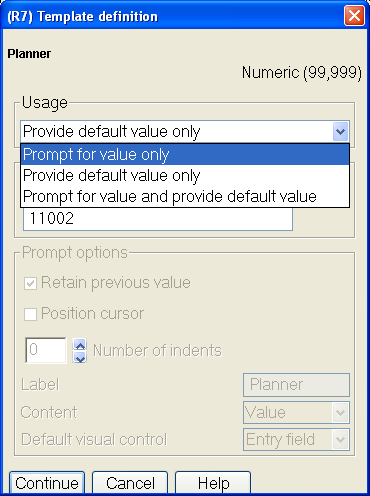 (R7) Template definition
Planner
Numeric (99,999)
Usage
Provide default value only
Prompt for value only
Provide default value only
Prompt for value and provide default value
11002
Prompt options
Retain previous value
Position cursor
0 Number of indents
Label Planner
Content Value
Default visual control Entry field
Continue Cancel Help